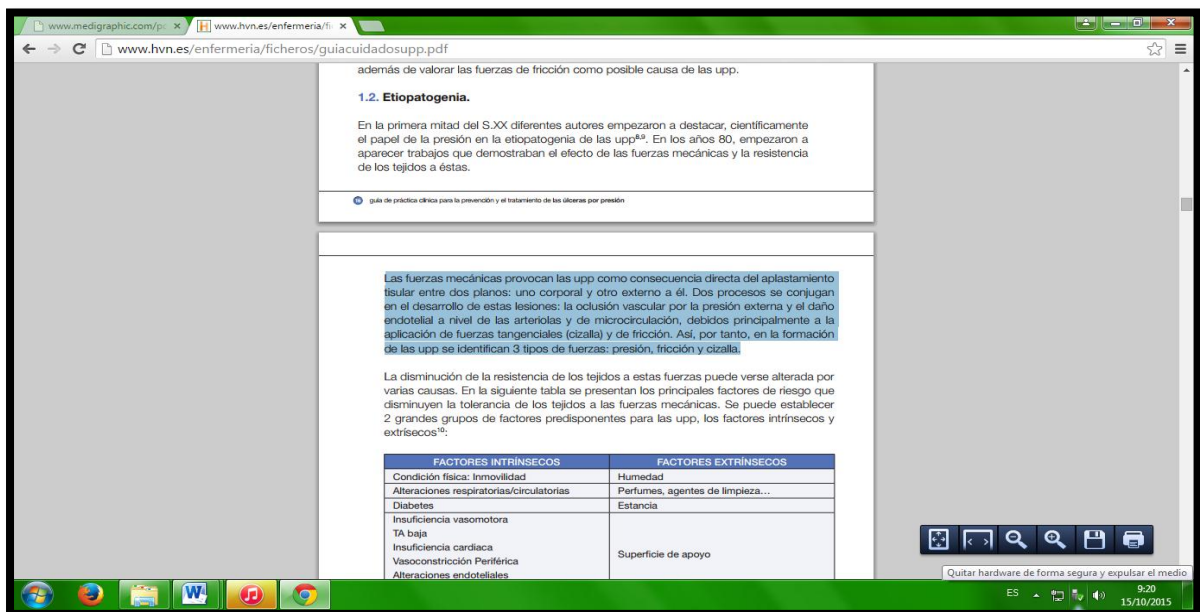 www.medigraphic.com/pc
www.hvn.es/enfermeria/fi
www.hvn.es/enfermeria/ficheros/guiacuidadosupp.pdf
además de valorar las fuerzas de fricción como posible causa de las upp.
1.2. Etiopatogenia.
En la primera mitad del S.XX diferentes autores empezaron a destacar, científicamente
el papel de la presión en la etiopatogenia de las upp8,9. En los años 80, empezaron a
aparecer trabajos que demostraban el efecto de las fuerzas mecánicas y la resistencia
de los tejidos a éstas.
guía de práctica clínica para la prevención y el tratamiento de las úlceras por presión
Las fuerzas mecánicas provocan las upp como consecuencia directa del aplastamiento
tisular entre dos planos: uno corporal y otro externo a él. Dos procesos se conjugan
en el desarrollo de estas lesiones: la oclusión vascular por la presión externa y el daño
endotelial a nivel de las arteriolas y de microcirculación, debidos principalmente a la
aplicación de fuerzas tangenciales (cizalla) y de fricción. Así, por tanto, en la formación
de las upp se identifican 3 tipos de fuerzas: presión, fricción y cizalla.
La disminución de la resistencia de los tejidos a estas fuerzas puede verse alterada por
varias causas. En la siguiente tabla se presentan los principales factores de riesgo que
disminuyen la tolerancia de los tejidos a las fuerzas mecánicas. Se puede establecer
2 grandes grupos de factores predisponentes para las upp, los factores intrínsecos y
extrísecos10:
FACTORES INTRÍNSECOS FACTORES EXTRÍNSECOS
Condición física: Inmovilidad Humedad
Alteraciones respiratorias/circulatorias Perfumes, agentes de limpieza...
Diabetes Estancia
Insuficiencia vasomotora
TA baja
Insuficiencia cardiaca
Superficie de apoyo
Vasoconstricción Periférica
Alteraciones endoteliales
Quitar hardware de forma segura y expulsar el medio
ES 9:20
15/10/2015